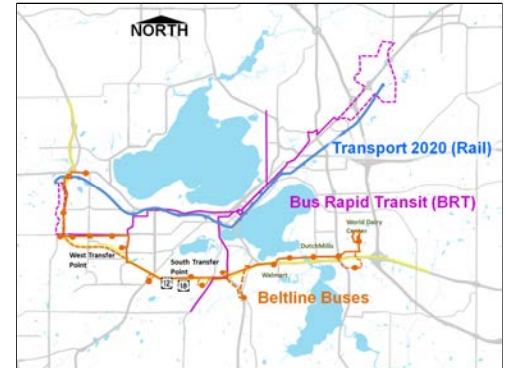 NORTH
Transport 2020 (Rail)
Bus Rapid Transit (BRT)
World Dairy
Center
DutchMills
West Transfer
Point
South Transfer
Point
Walmart
12
18
Beltline Buses